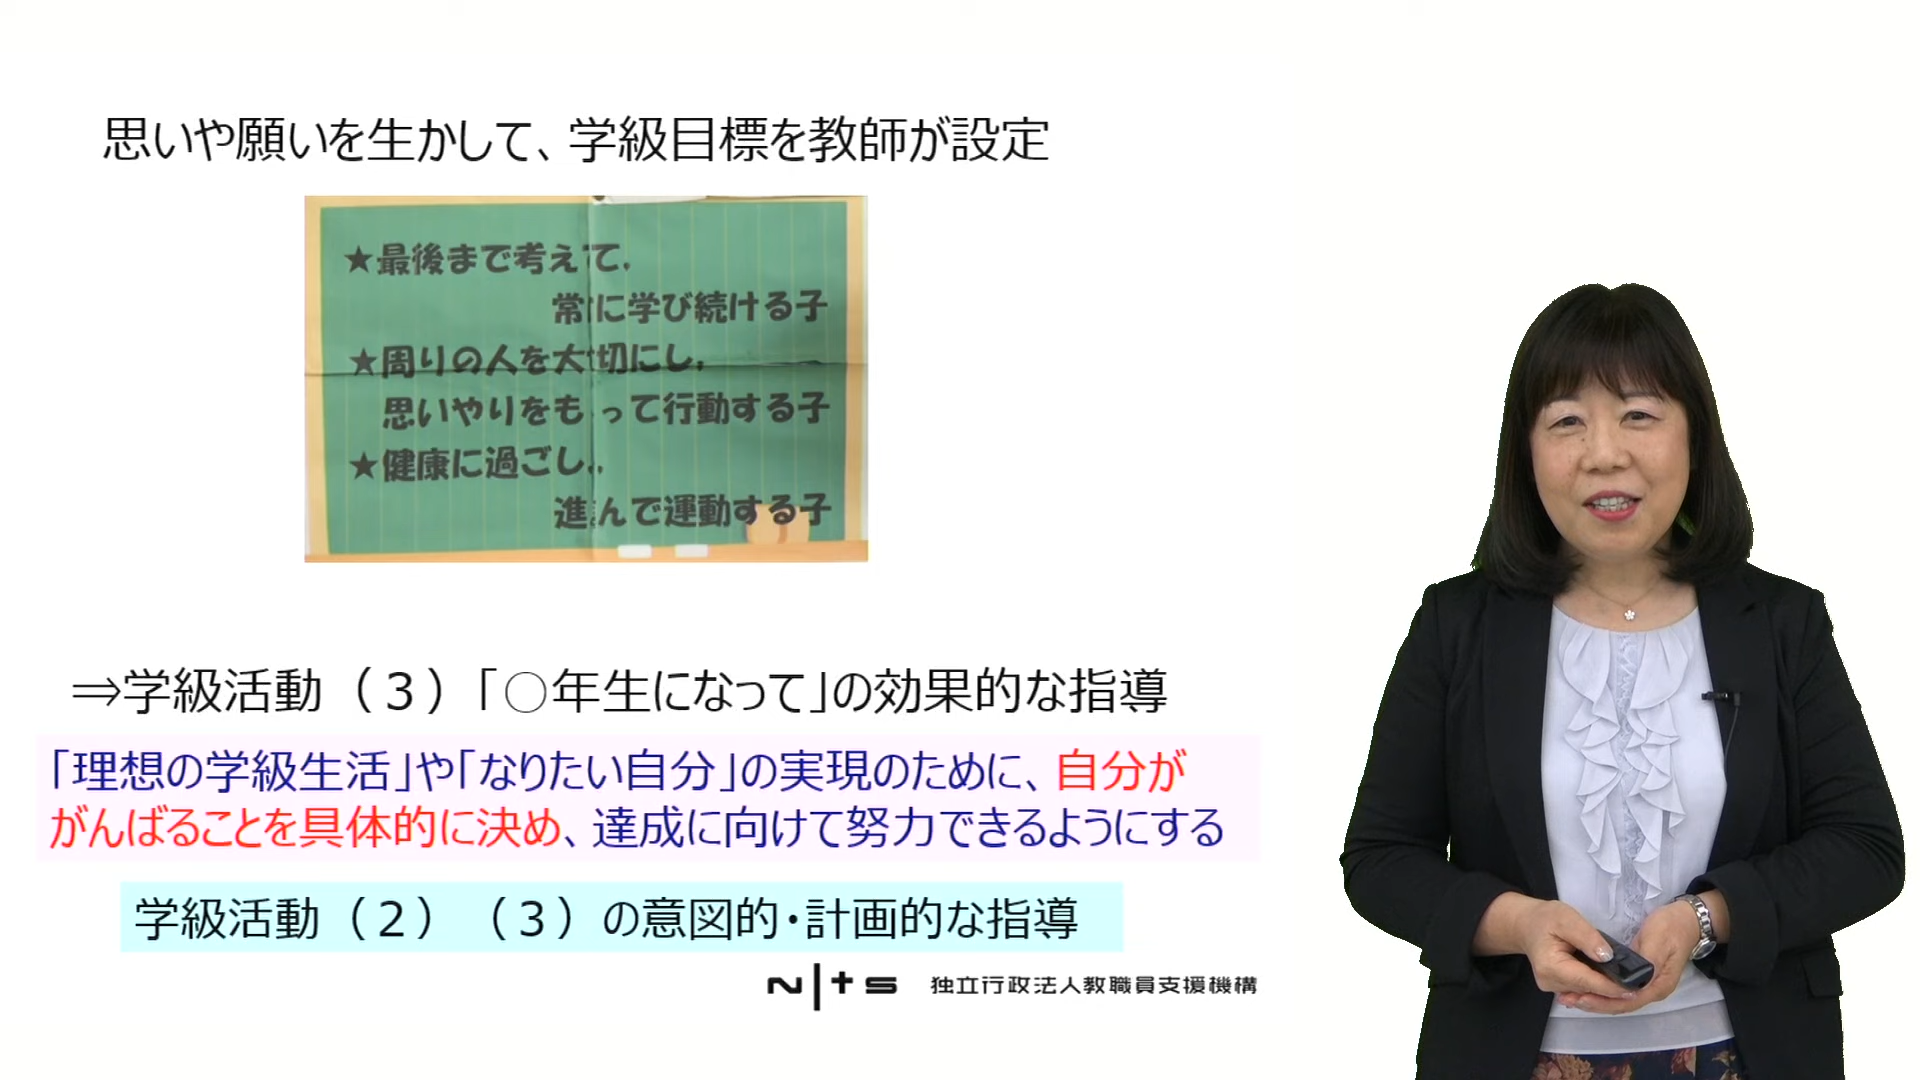 思いや願いを生かして、学級目標を教師が設定
★最後まで考えて，
常に学び続ける子
★周りの人を大切にし，
思いやりをもって行動する子
★健康に過ごし，
進んで運動する子
⇒学級活動（３）「○年生になって」の効果的な指導
「理想の学級生活」や「なりたい自分」の実現のために、自分が
がんばることを具体的に決め、達成に向けて努力できるようにする
学級活動（２）（３）の意図的・計画的な指導
NITS 独立行政法人教職員支援機構